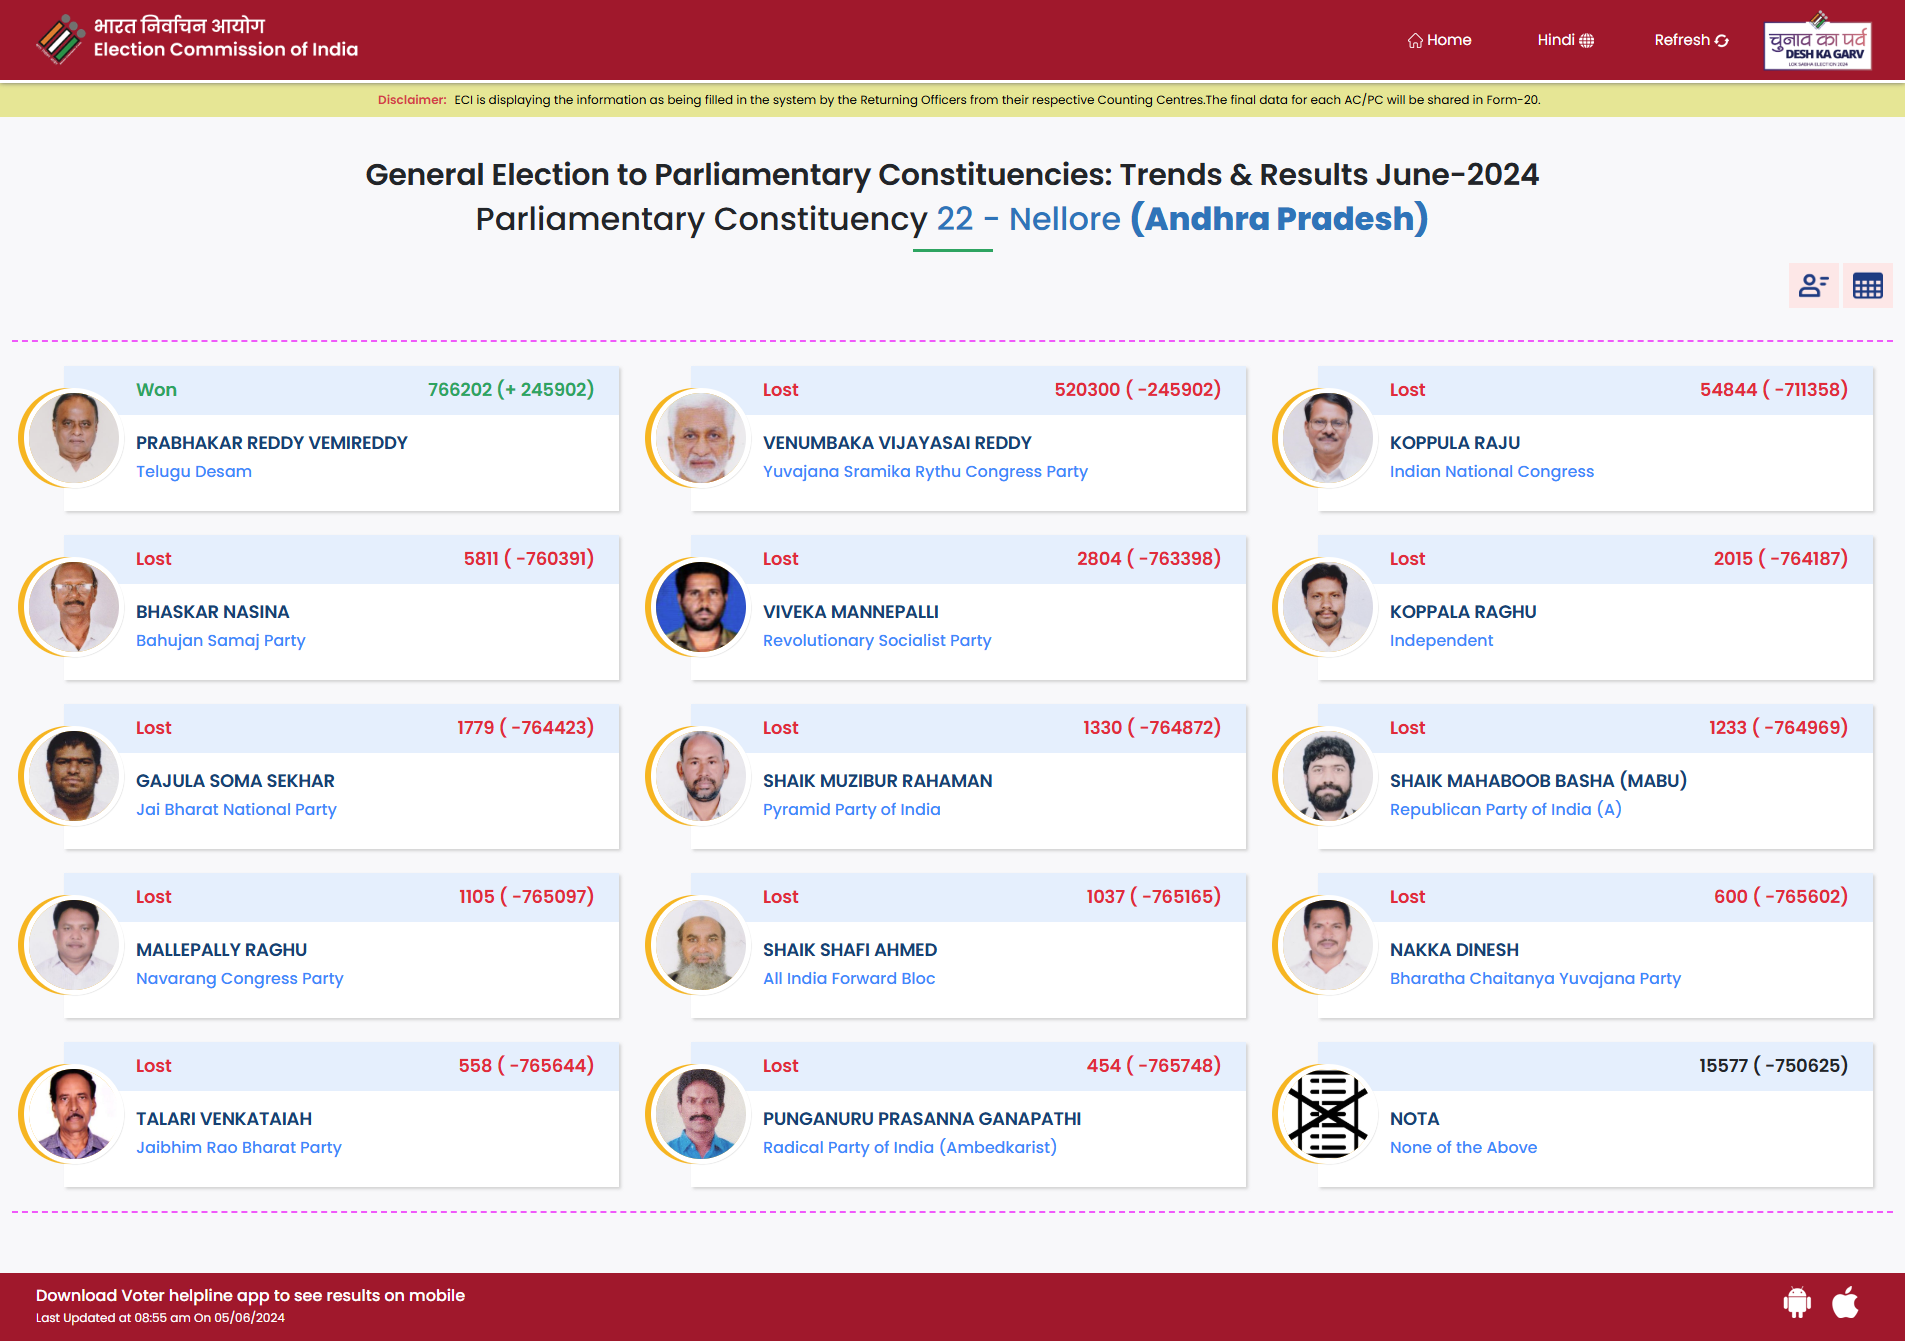 भारत निर्वाचन आयोग
Election Commission of India
Home
Hindi
Refresh
चुनाव का पर्व
DESH KA GARV
LOK SABHA ELECTION 2024
Disclaimer: ECI is displaying the information as being filled in the system by the Returning Officers from their respective Counting Centres.The final data for each AC/PC will be shared in Form-20.
General Election to Parliamentary Constituencies: Trends & Results June-2024
Parliamentary Constituency 22 - Nellore (Andhra Pradesh)
Won 766202 (+ 245902)
PRABHAKAR REDDY VEMIREDDY
Telugu Desam
Lost 520300 ( -245902)
VENUMBAKA VIJAYASAI REDDY
Yuvajana Sramika Rythu Congress Party
Lost 54844 ( -711358)
KOPPULA RAJU
Indian National Congress
Lost 5811 ( -760391)
BHASKAR NASINA
Bahujan Samaj Party
Lost 2804 ( -763398)
VIVEKA MANNEPALLI
Revolutionary Socialist Party
Lost 2015 ( -764187)
KOPPALA RAGHU
Independent
Lost 1779 ( -764423)
GAJULA SOMA SEKHAR
Jai Bharat National Party
Lost 1330 ( -764872)
SHAIK MUZIBUR RAHAMAN
Pyramid Party of India
Lost 1233 ( -764969)
SHAIK MAHABOOB BASHA (MABU)
Republican Party of India (A)
Lost 1105 ( -765097)
MALLEPALLY RAGHU
Navarang Congress Party
Lost 1037 ( -765165)
SHAIK SHAFI AHMED
All India Forward Bloc
Lost 600 ( -765602)
NAKKA DINESH
Bharatha Chaitanya Yuvajana Party
Lost 558 ( -765644)
TALARI VENKATAIAH
Jaibhim Rao Bharat Party
Lost 454 ( -765748)
PUNGANURU PRASANNA GANAPATHI
Radical Party of India (Ambedkarist)
15577 ( -750625)
NOTA
None of the Above
Download Voter helpline app to see results on mobile
Last Updated at 08:55 am On 05/06/2024